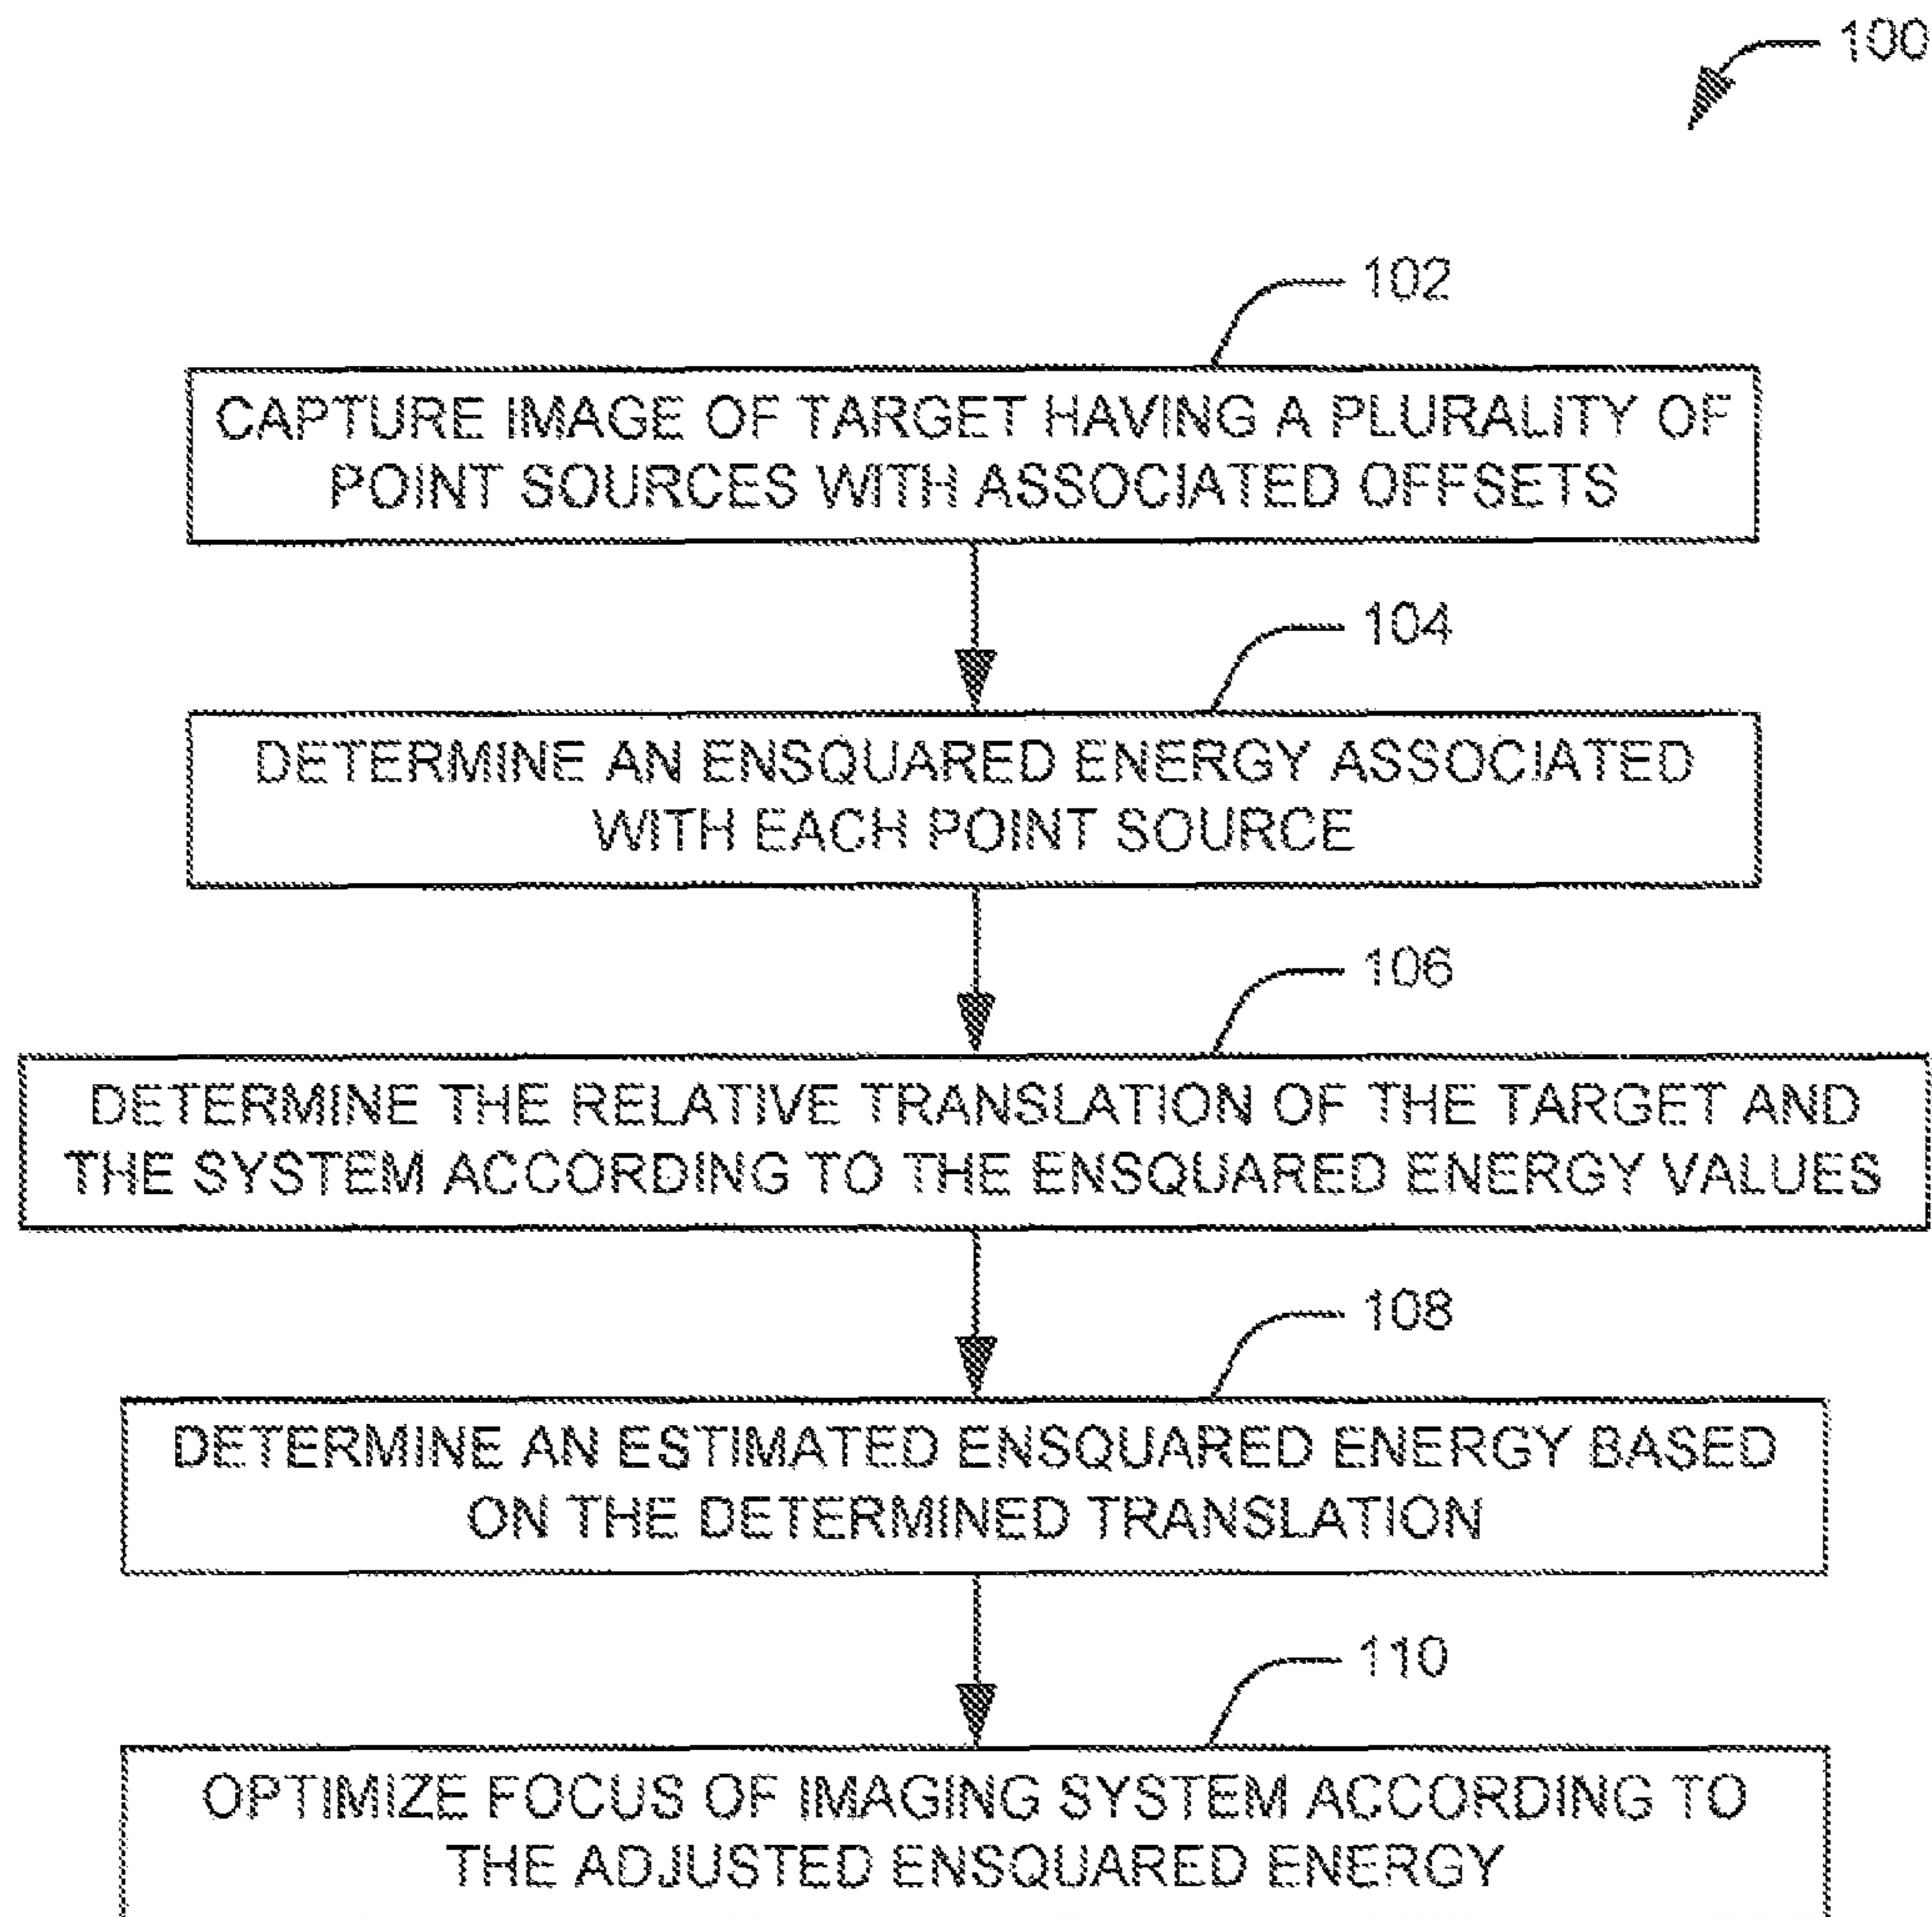 100
102
CAPTURE IMAGE OF TARGET HAVING A PLURALITY OF
POINT SOURCES WITH ASSOCIATED OFFSETS
104
DETERMINE AN ENSQUARED ENERGY ASSOCIATED
WITH EACH POINT SOURCE
106
DETERMINE THE RELATIVE TRANSLATION OF THE TARGET AND
THE SYSTEM ACCORDING TO THE ENSQUARED ENERGY VALUES
108
DETERMINE AN ESTIMATED ENSQUARED ENERGY BASED
ON THE DETERMINED TRANSLATION
110
OPTIMIZE FOCUS OF IMAGING SYSTEM ACCORDING TO
THE ADJUSTED ENSQUARED ENERGY